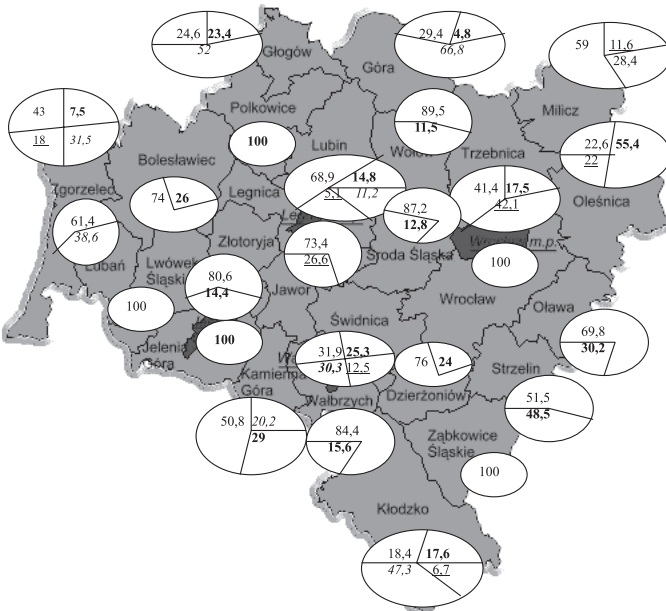 24,6 23,4
52
29,4 4,8
66,8
59 11,6
28,4
Głogów
Góra
43 7,5
18 31,5
Polkowice
89,5
11,5
Milicz
100
Lubin
Trzebnica
22,6 55,4
22
Bolesławiec
Zgorzelec
74 26
Legnica
68,9 14,8
5,1 11,2
41,4 17,5
42,1
Oleśnica
61,4
38,6
87,2
12,8
Złotoryja
73,4
26,6
Lubań
Lwówek
Śląski
80,6
14,4
Środa Śląska
100
Jawor
Wrocław
Oława
100
Świdnica
Jelenia
Góra
100
31,9 25,3
30,3 12,5
76 24
69,8
30,2
Strzelin
Kamienna
Góra
Wałbrzych
Dzierżoniów
51,5
48,5
50,8 20,2
29
84,4
15,6
Ząbkowice
Śląskie
100
Kłodzko
18,4 17,6
47,3 6,7